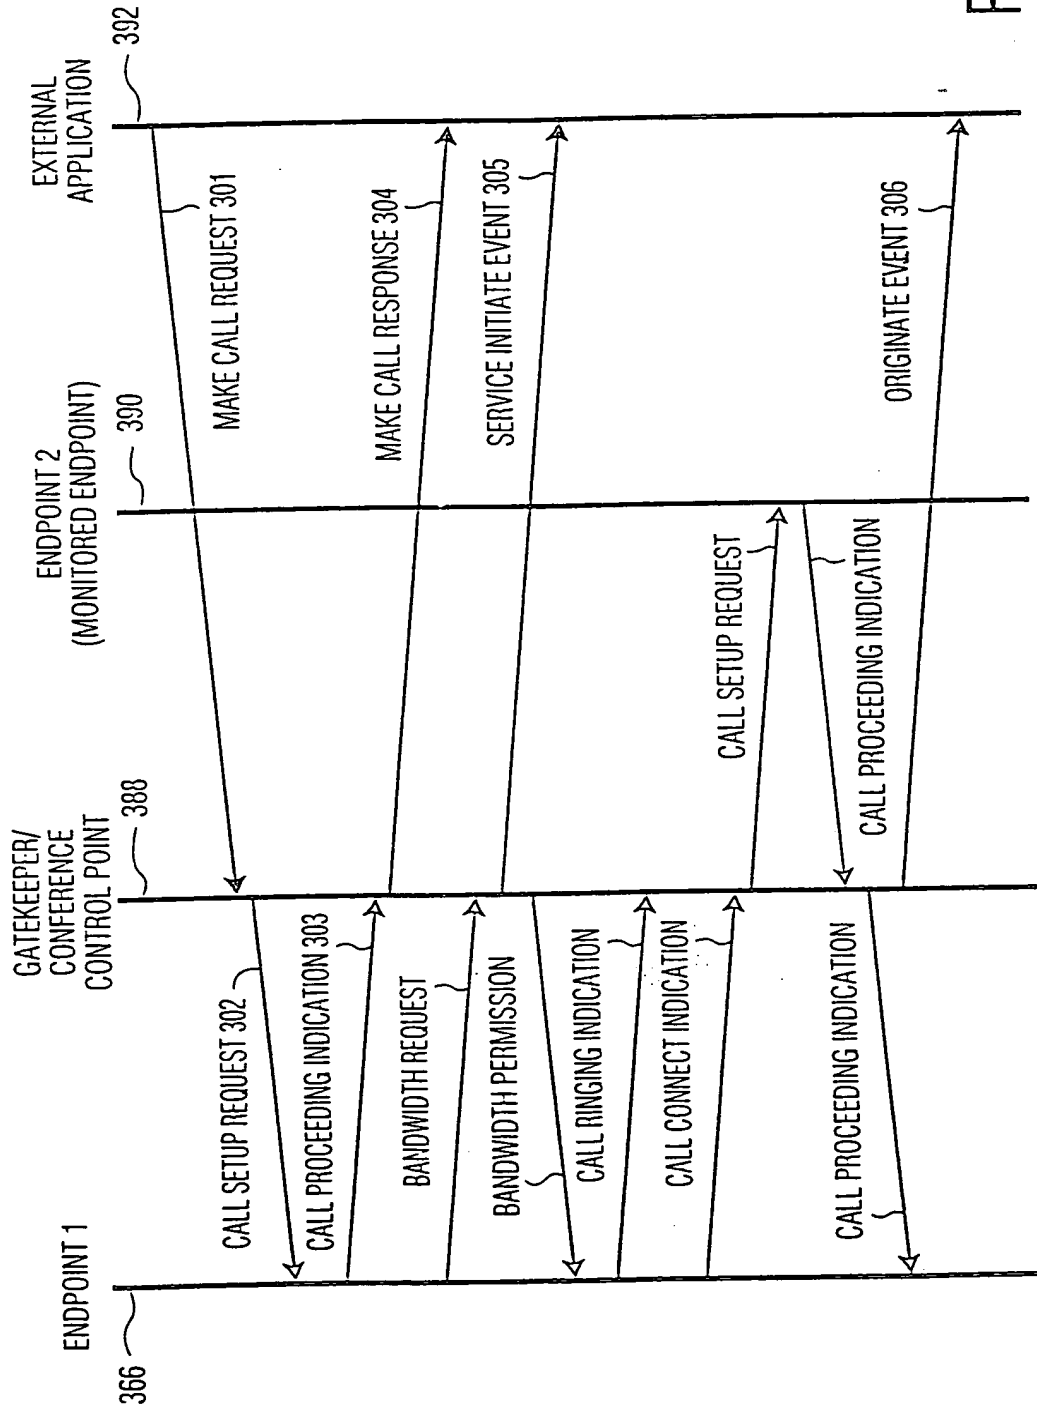 ENDPOINT 1
366
GATEKEEPER/
CONFERENCE
CONTROL POINT
388
ENDPOINT 2
(MONITORED ENDPOINT)
390
EXTERNAL
APPLICATION
392
MAKE CALL REQUEST 301
CALL SETUP REQUEST 302
CALL PROCEEDING INDICATION 303
MAKE CALL RESPONSE 304
BANDWIDTH REQUEST
SERVICE INITIATE EVENT 305
BANDWIDTH PERMISSION
CALL RINGING INDICATION
CALL CONNECT INDICATION
CALL SETUP REQUEST
CALL PROCEEDING INDICATION
CALL PROCEEDING INDICATION
ORIGINATE EVENT 306